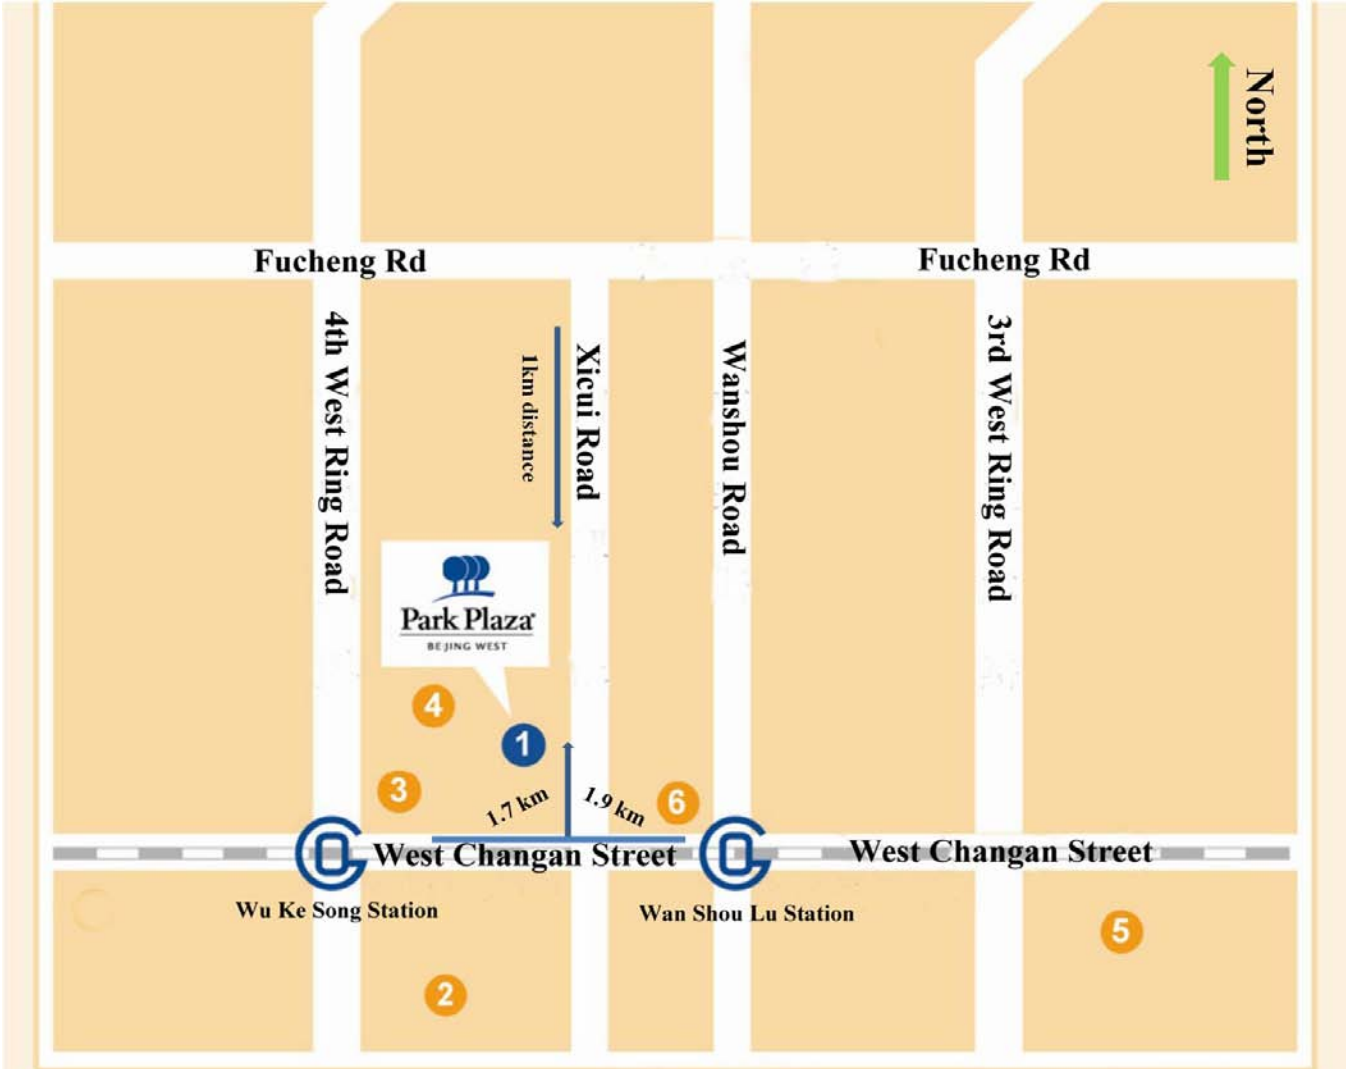 North
Fucheng Rd
Fucheng Rd
4th West Ring Road
1km distance
Xicui Road
Wanshou Road
3rd West Ring Road
Park Plaza
BEIJING WEST
4
1
3
1.7 km
1.9 km
6
West Changan Street
West Changan Street
Wu Ke Song Station
Wan Shou Lu Station
5
2